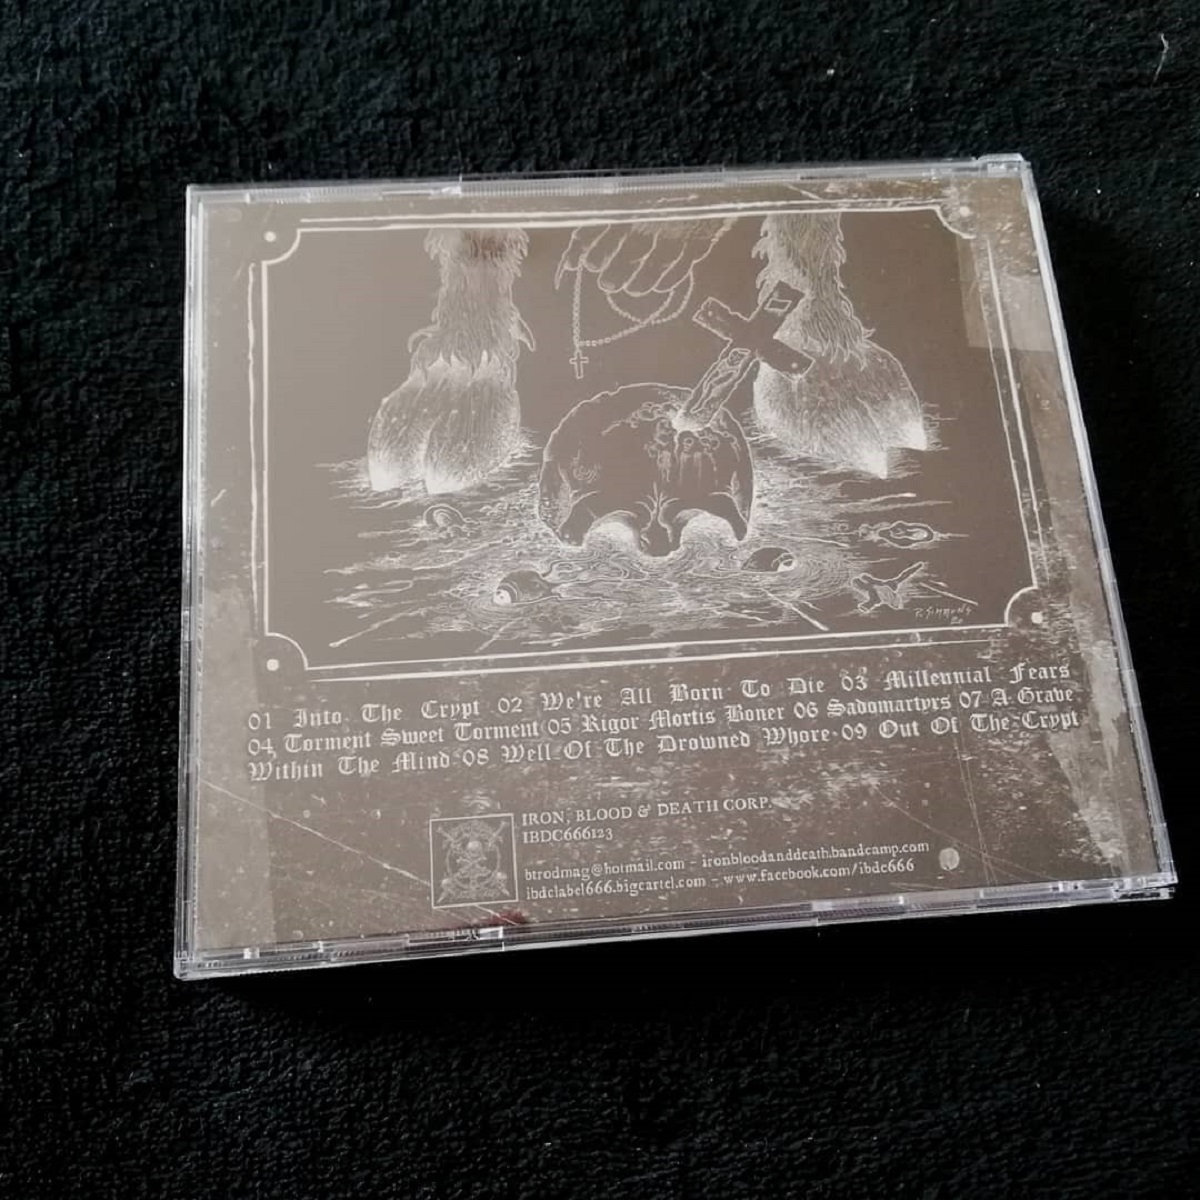 P. SIMMONS
20
01 Into The Crypt 02 We're All Born To Die 03 Millennial Fears
04 Torment Sweet Torment 05 Rigor Mortis Boner 06 Sadomartyrs 07 A Grave
Within The Mind 08 Well Of The Drowned Whore 09 Out Of The Crypt
IRON, BLOOD & DEATH CORP.
IBDC666123
btrodmag@hotmail.com - ironbloodanddeath.bandcamp.com
ibdclabel666.bigcartel.com - www.facebook.com/ibdc666